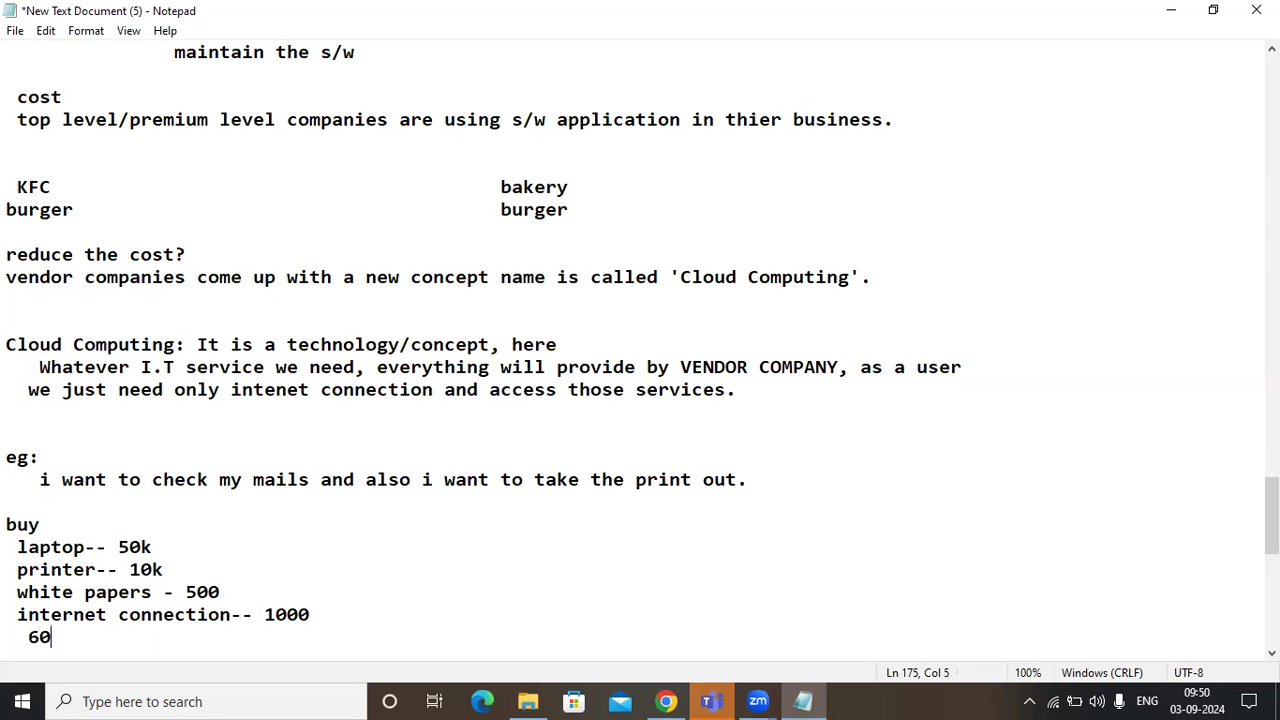 *New Text Document (5) - Notepad
File Edit Format View Help
maintain the s/w
cost
top level/premium level companies are using s/w application in thier business.
KFC bakery
burger burger
reduce the cost?
vendor companies come up with a new concept name is called 'Cloud Computing'.
Cloud Computing: It is a technology/concept, here
Whatever I.T service we need, everything will provide by VENDOR COMPANY, as a user
we just need only intenet connection and access those services.
eg:
i want to check my mails and also i want to take the print out.
buy
laptop-- 50k
printer-- 10k
white papers - 500
internet connection-- 1000
60
Ln 175, Col 5 100% Windows (CRLF) UTF-8
Type here to search ENG 09:50
03-09-2024